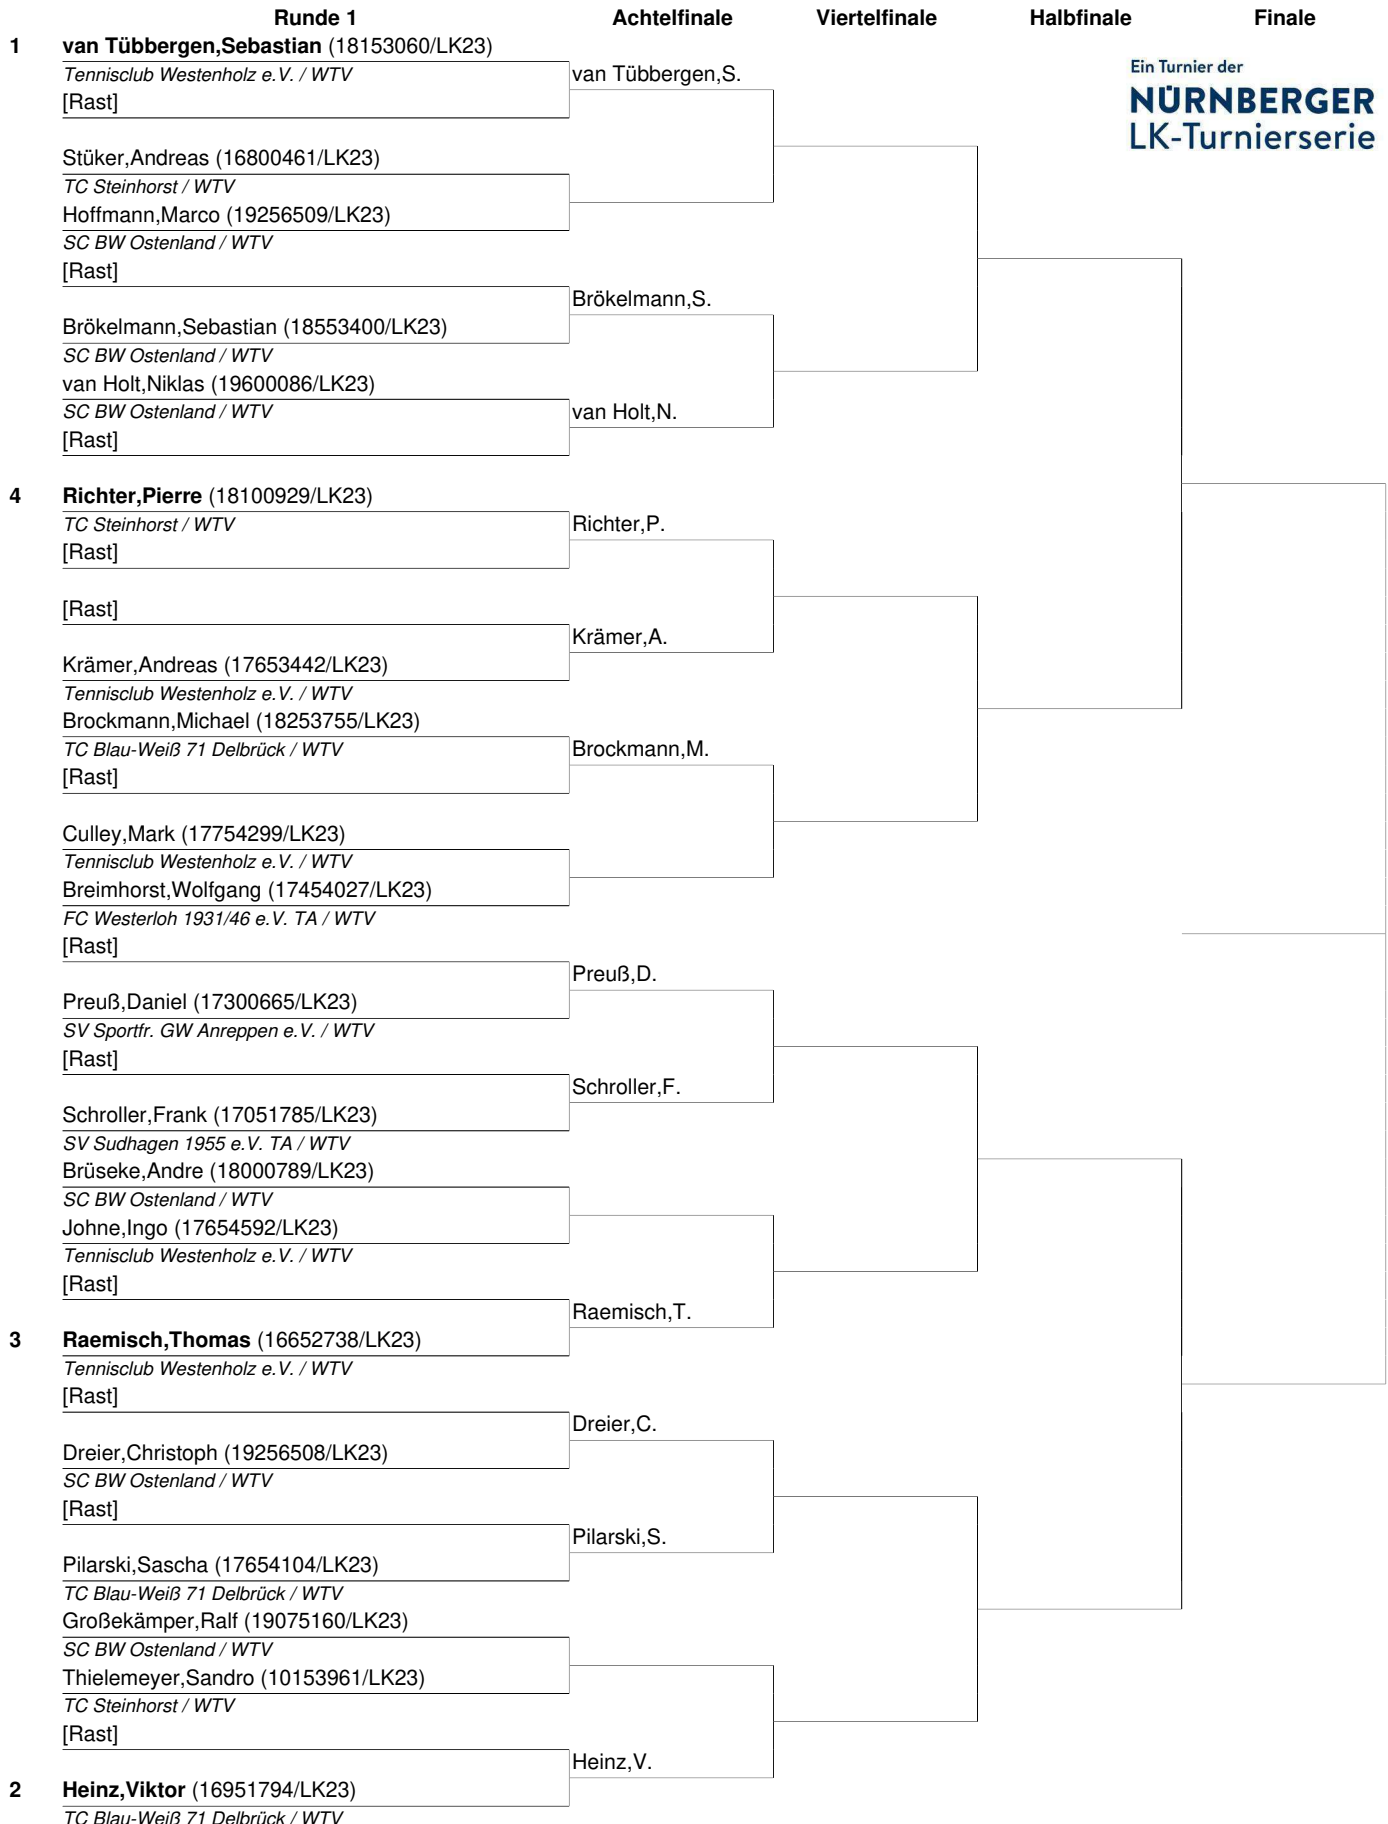 Runde 1 Achtelfinale Viertelfinale Halbfinale Finale
1 van Tübbergen,Sebastian (18153060/LK23)
Ein Turnier der
Tennisclub Westenholz e.V. / WTV van Tübbergen,S.
NÜRNBERGER
[Rast]
LK-Turnierserie
Stüker,Andreas (16800461/LK23)
TC Steinhorst / WTV
Hoffmann,Marco (19256509/LK23)
SC BW Ostenland / WTV
[Rast]
Brökelmann,S.
Brökelmann,Sebastian (18553400/LK23)
SC BW Ostenland / WTV
van Holt,Niklas (19600086/LK23)
SC BW Ostenland / WTV van Holt,N.
[Rast]
4 Richter,Pierre (18100929/LK23)
TC Steinhorst / WTV Richter,P.
[Rast]
[Rast]
Krämer,A.
Krämer,Andreas (17653442/LK23)
Tennisclub Westenholz e.V. / WTV
Brockmann,Michael (18253755/LK23)
TC Blau-Weiß 71 Delbrück / WTV Brockmann,M.
[Rast]
Culley,Mark (17754299/LK23)
Tennisclub Westenholz e.V. / WTV
Breimhorst,Wolfgang (17454027/LK23)
FC Westerloh 1931/46 e.V. TA / WTV
[Rast]
Preuß,D.
Preuß,Daniel (17300665/LK23)
SV Sportfr. GW Anreppen e.V. / WTV
[Rast]
Schroller,F.
Schroller,Frank (17051785/LK23)
SV Sudhagen 1955 e.V. TA / WTV
Brüseke,Andre (18000789/LK23)
SC BW Ostenland / WTV
Johne,Ingo (17654592/LK23)
Tennisclub Westenholz e.V. / WTV
[Rast]
Raemisch,T.
3 Raemisch,Thomas (16652738/LK23)
Tennisclub Westenholz e.V. / WTV
[Rast]
Dreier,C.
Dreier,Christoph (19256508/LK23)
SC BW Ostenland / WTV
[Rast]
Pilarski,S.
Pilarski,Sascha (17654104/LK23)
TC Blau-Weiß 71 Delbrück / WTV
Großekämper,Ralf (19075160/LK23)
SC BW Ostenland / WTV
Thielemeyer,Sandro (10153961/LK23)
TC Steinhorst / WTV
[Rast]
Heinz,V.
2 Heinz,Viktor (16951794/LK23)
TC Blau-Weiß 71 Delbrück / WTV